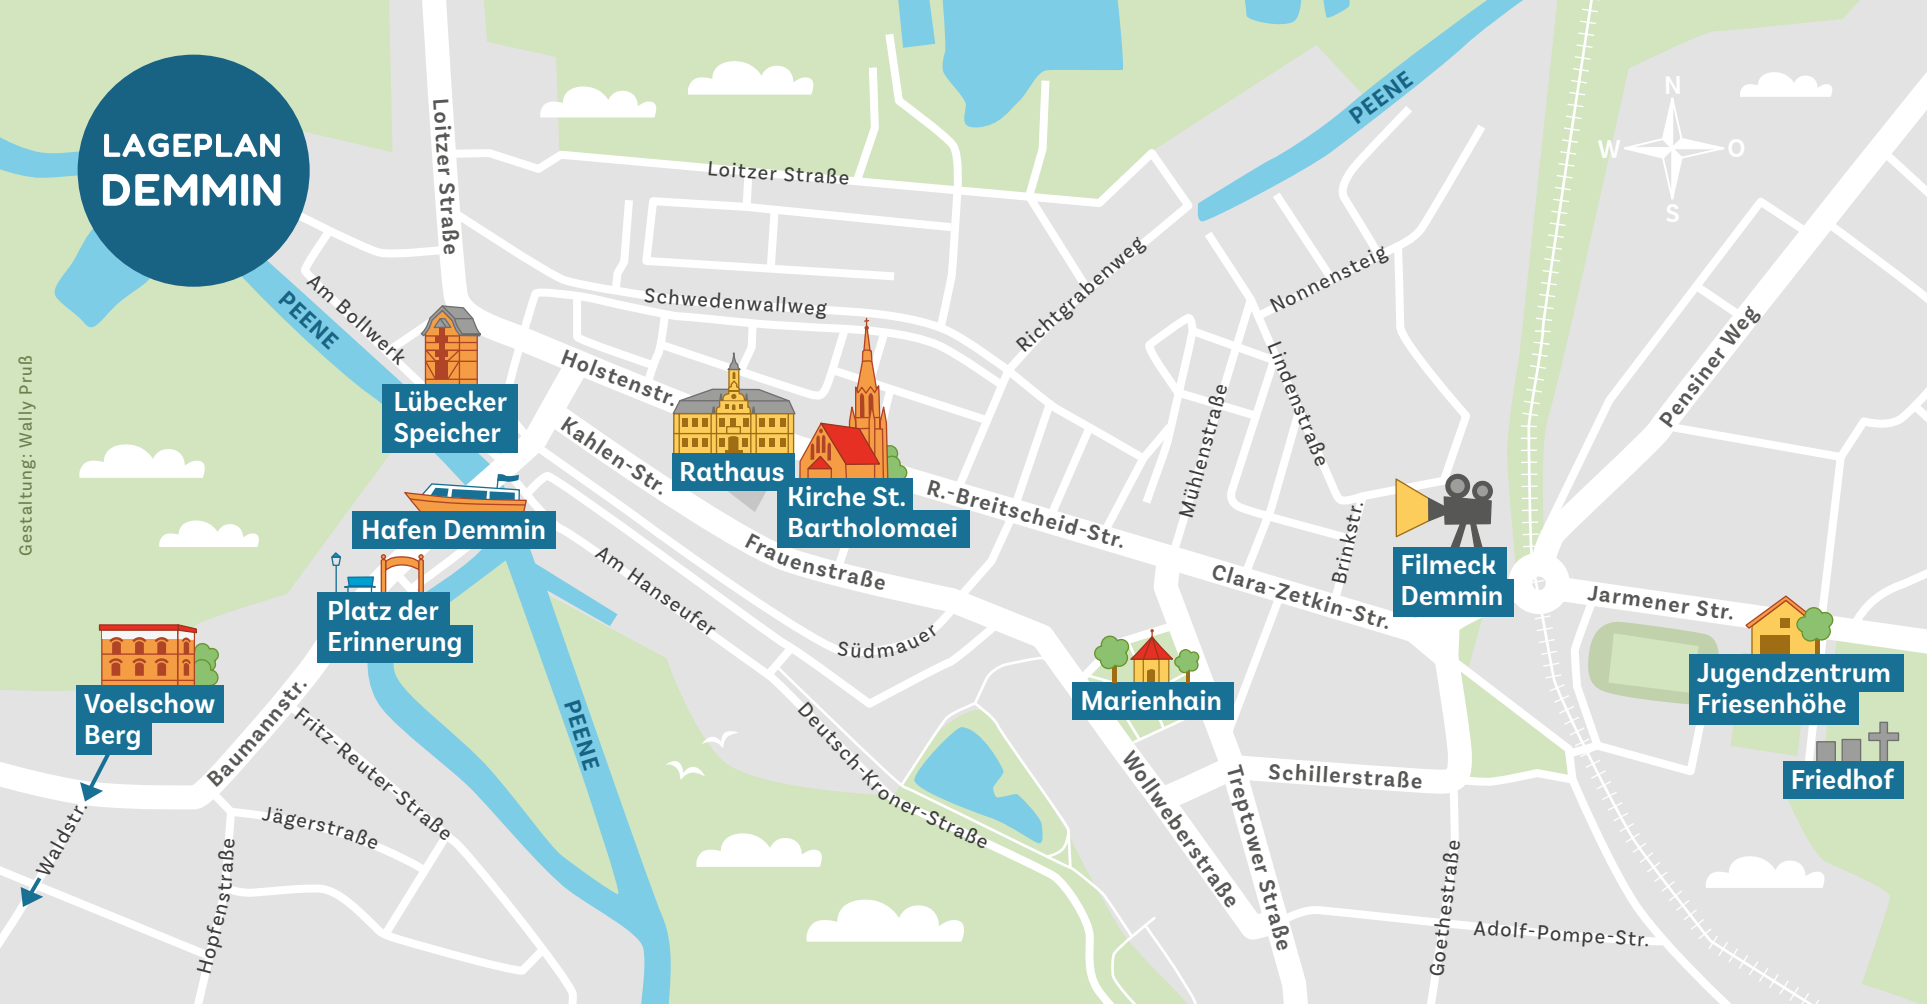 LAGEPLAN
DEMMIN
Gestaltung: Wally Pruß
N
W
O
S
Loitzer Straße
Loitzer Straße
PEENE
PEENE
PEENE
Am Bollwerk
Schwedenwallweg
Richtgrabenweg
Nonnensteig
Pensiner Weg
Holstenstr.
Kahlen-Str.
Lindenstraße
Mühlenstraße
Brinkstr.
Lübecker
Speicher
Rathaus
Kirche St.
Bartholomaei
R.-Breitscheid-Str.
Hafen Demmin
Frauenstraße
Am Hanseufer
Südmauer
Clara-Zetkin-Str.
Filmeck
Demmin
Jarmener Str.
Platz der
Erinnerung
Voelschow
Berg
Marienhain
Jugendzentrum
Friesenhöhe
Friedhof
Baumannstr.
Fritz-Reuter-Straße
Jägerstraße
Hopfenstraße
Waldstr.
Deutsch-Kroner-Straße
Wollweberstraße
Treptower Straße
Schillerstraße
Goethestraße
Adolf-Pompe-Str.